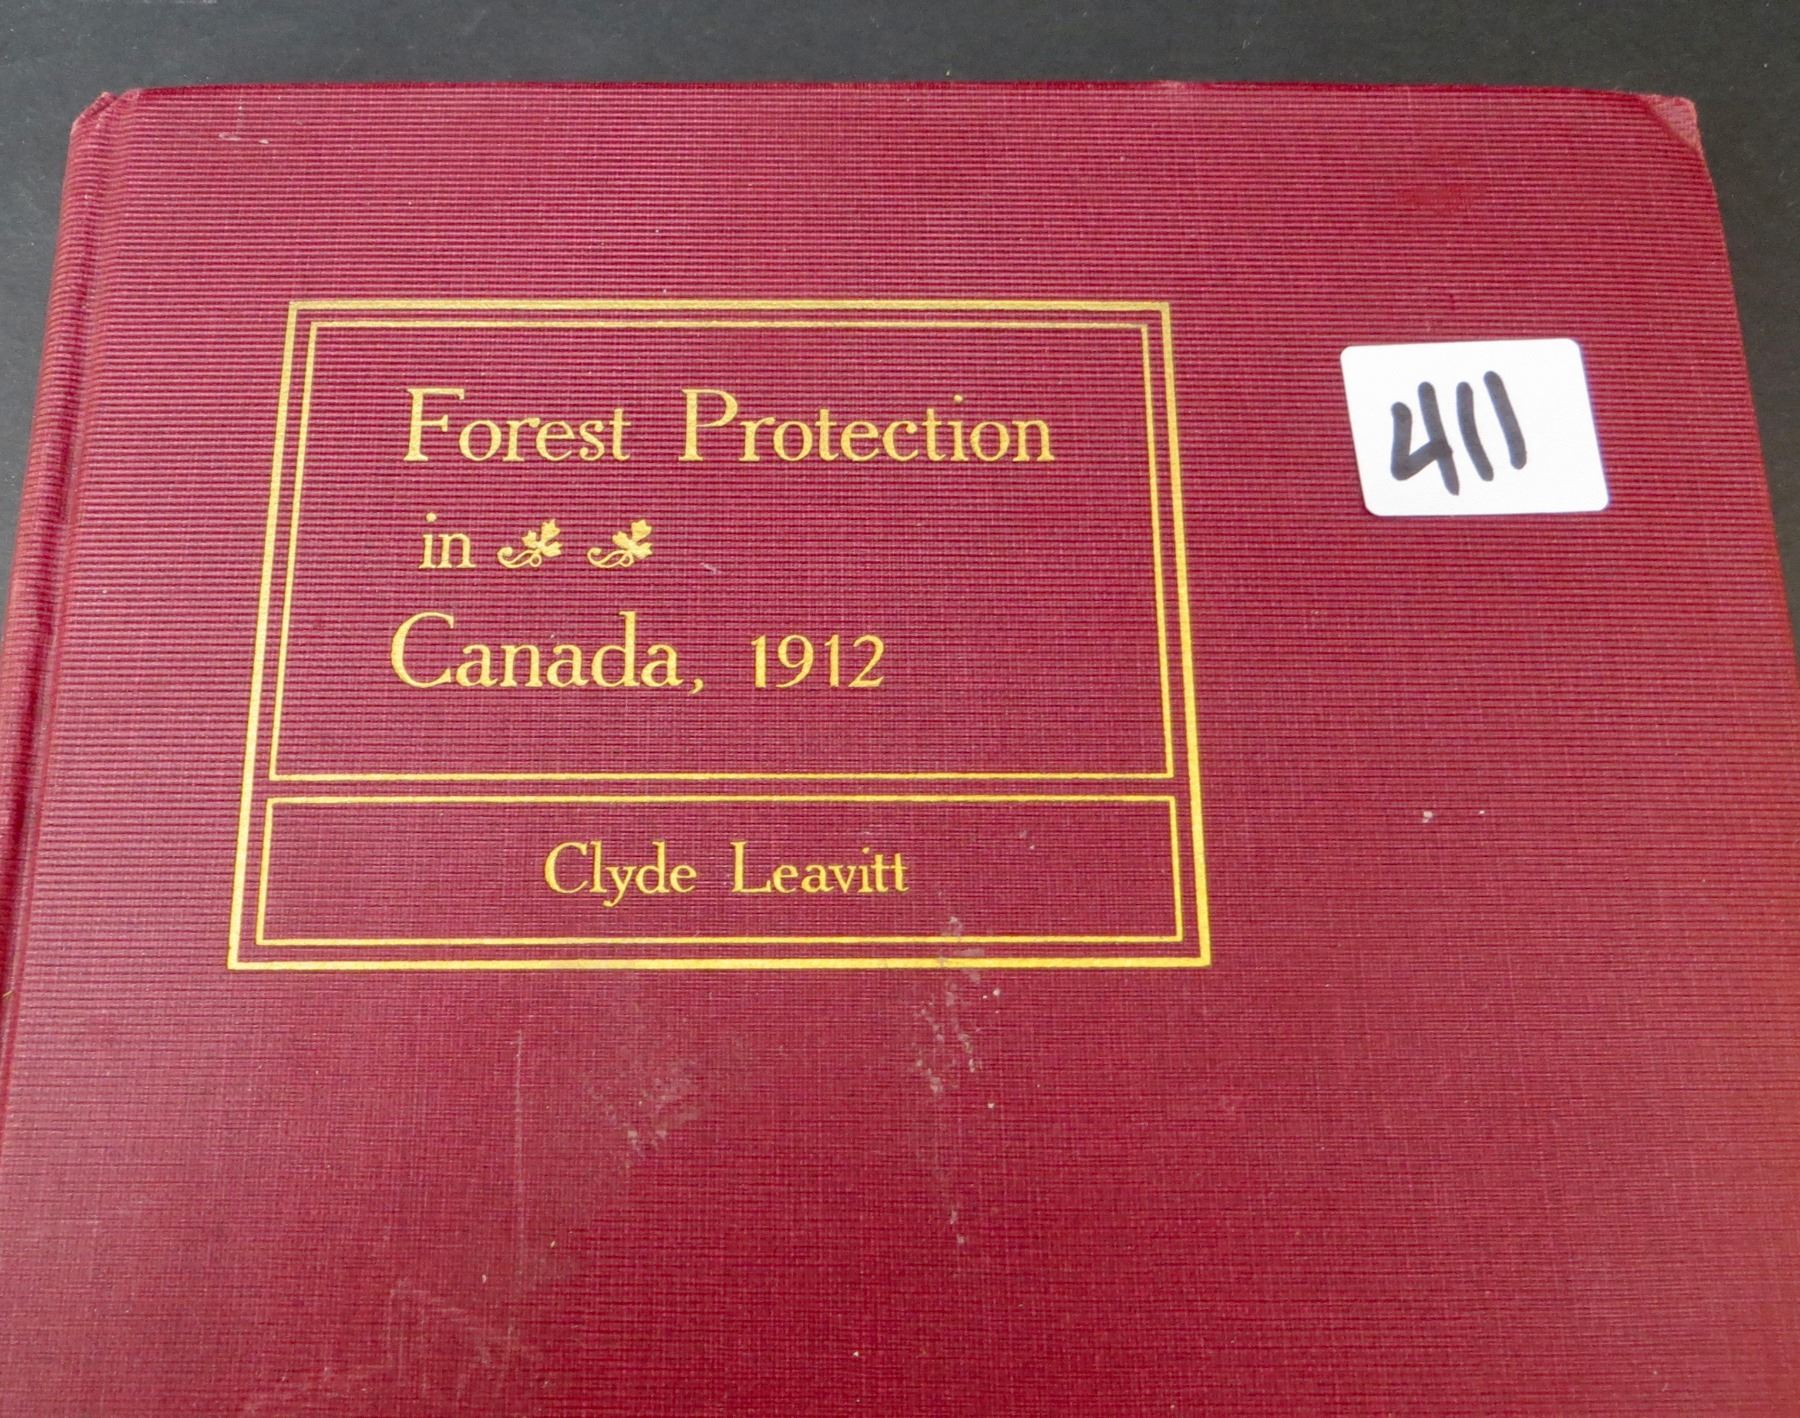 Forest Protection
in
Canada, 1912
Clyde Leavitt
411